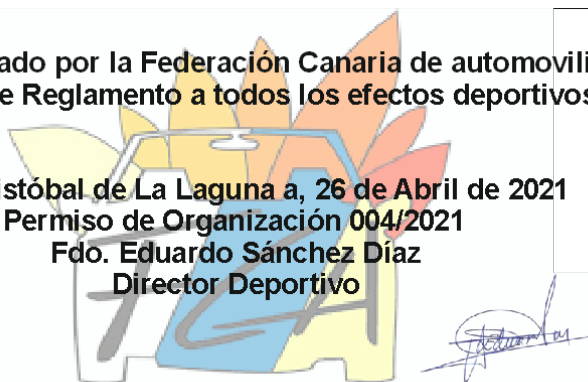 ado por la Federación Canaria de automovili
e Reglamento a todos los efectos deportivos
istóbal de La Laguna a, 26 de Abril de 2021
Permiso de Organización 004/2021
Fdo. Eduardo Sánchez Díaz
Director Deportivo
FCA